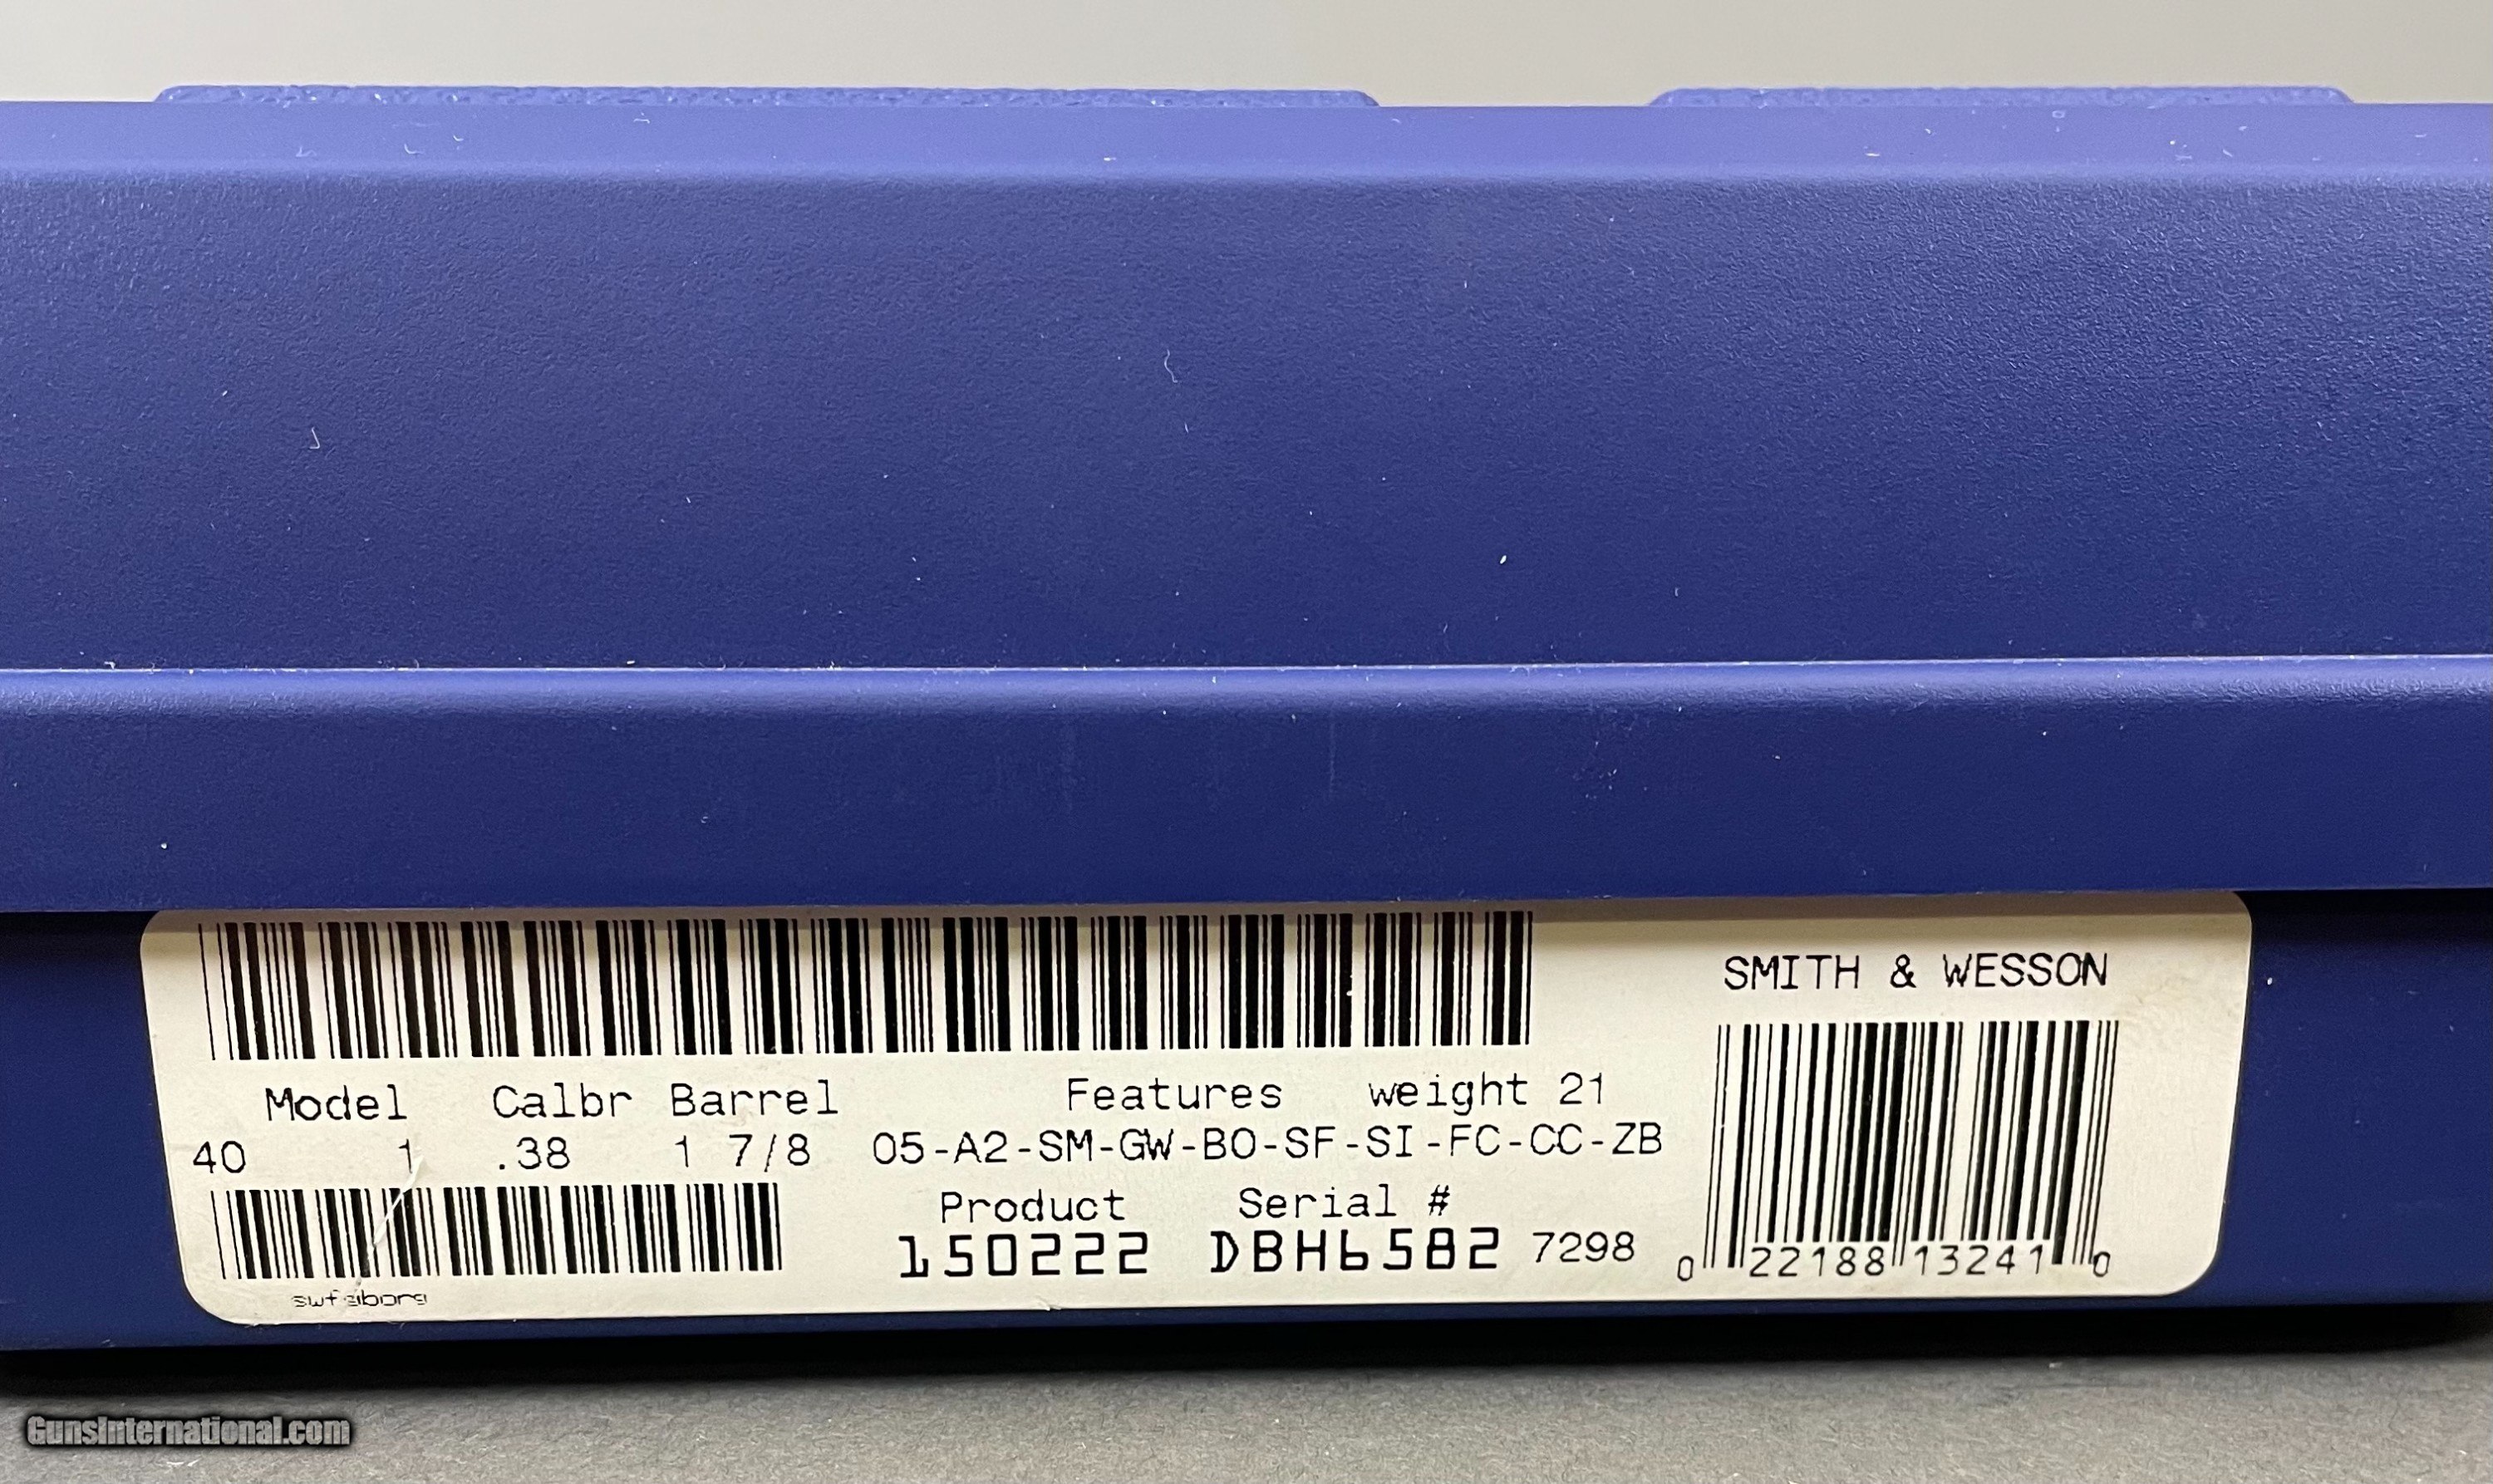 SMITH & WESSON
Model Calbr Barrel Features weight 21
40 1 .38 1 7/8 05-A2-SM-GW-BO-SF-SI-FC-CC-ZB
Product Serial #
150222 DBH6582 7298
0 22188 13241 0
GunsInternational.com